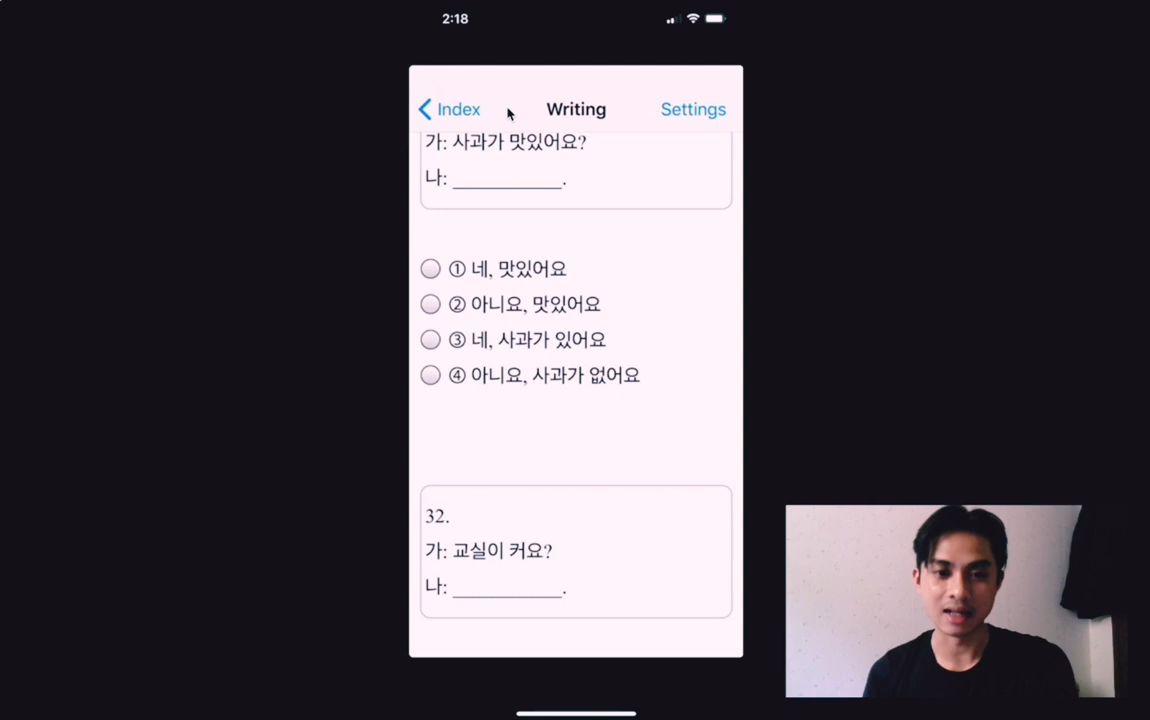 2:18
Index Writing Settings
가: 사과가 맛있어요?
나: ___________.
① 네, 맛있어요
② 아니요, 맛있어요
③ 네, 사과가 있어요
④ 아니요, 사과가 없어요
32.
가: 교실이 커요?
나: ___________.